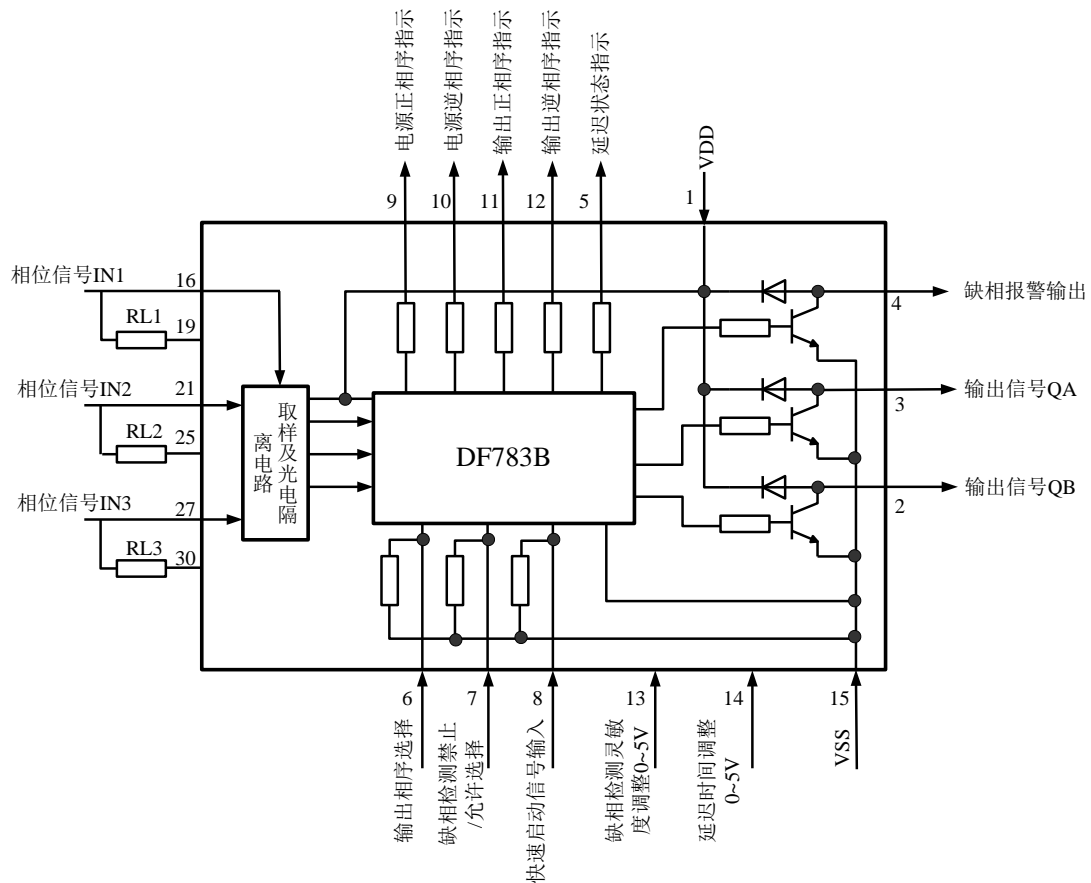 电源正相序指示
电源逆相序指示
输出正相序指示
输出逆相序指示
延迟状态指示
VDD
9
10
11
12
5
1
相位信号IN1
16
RL1
19
相位信号IN2
21
RL2
25
相位信号IN3
27
RL3
30
取样及光电隔
离电路
DF783B
4
缺相报警输出
3
输出信号QA
2
输出信号QB
6
7
8
13
14
15
输出相序选择
缺相检测禁止
/允许选择
快速启动信号输入
缺相检测灵敏
度调整0~5V
延迟时间调整
0~5V
VSS